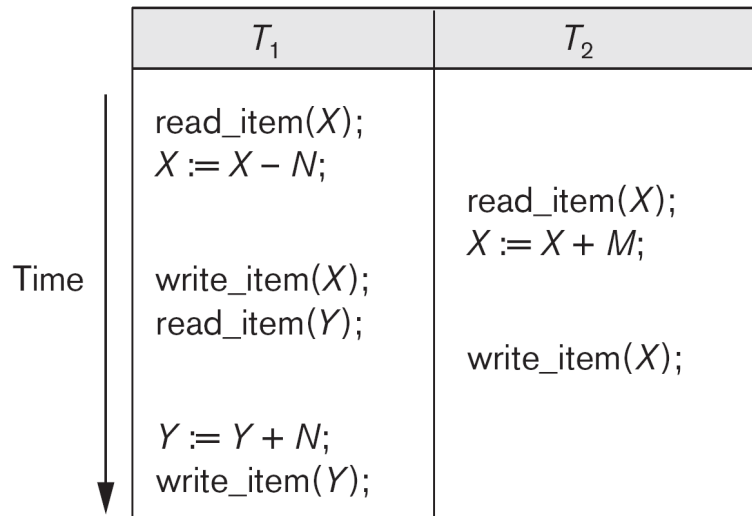 T₁ T₂
read_item(X);
X := X – N;
read_item(X);
X := X + M;
Time
write_item(X);
read_item(Y);
write_item(X);
Y := Y + N;
write_item(Y);